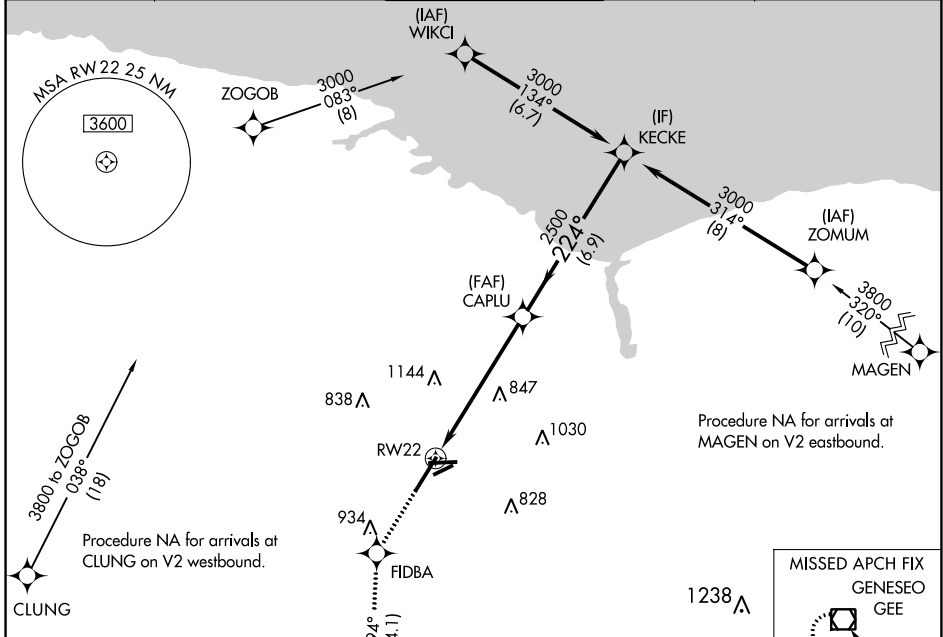 (IAF)
WIKCI
MSA RW22 25 NM
3600
ZOGOB
3000
083°
(8)
3000
134°
(6.7)
(IF)
KECKE
3000
314°
(8)
(IAF)
ZOMUM
2500
224°
(6.9)
(FAF)
CAPLU
3800
320°
(10)
MAGEN
1144
838
847
1030
Procedure NA for arrivals at
MAGEN on V2 eastbound.
RW22
3800 to ZOGOB
038°
(18)
828
934
Procedure NA for arrivals at
CLUNG on V2 westbound.
FIDBA
CLUNG
1238
MISSED APCH FIX
GENESEO
GEE